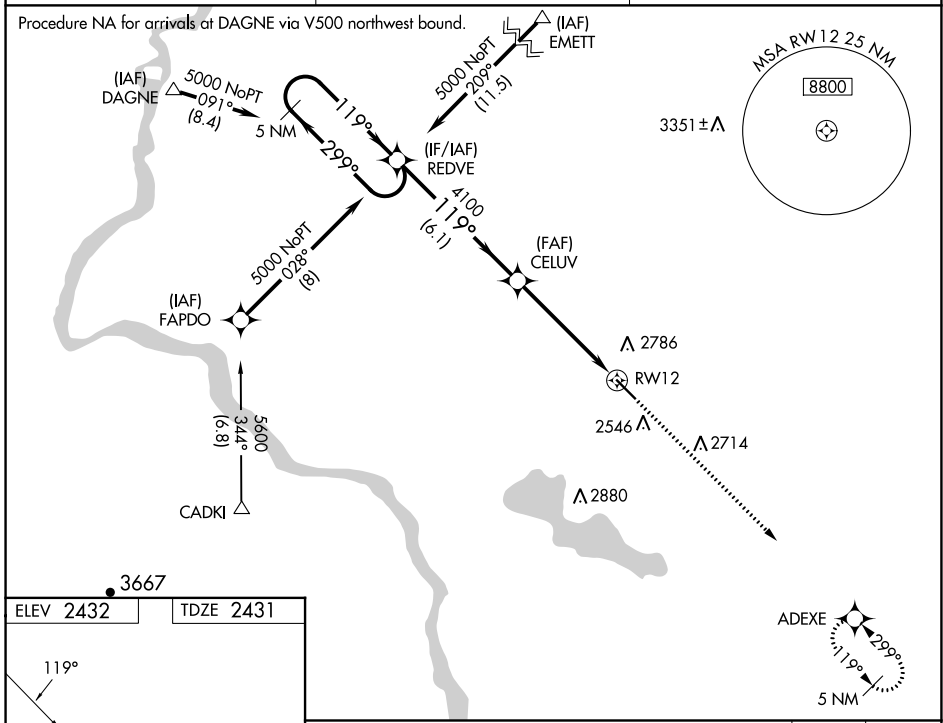 Procedure NA for arrivals at DAGNE via V500 northwest bound.
(IAF)
EMETT
5000 NoPT
209°
(11.5)
MSA RW12 25 NM
8800
3351±
(IAF)
DAGNE
5000 NoPT
091°
(8.4)
5 NM
119°
299°
(IF/IAF)
REDVE
4100
119°
(6.1)
(FAF)
CELUV
5000 NoPT
028°
(8)
(IAF)
FAPDO
2786
RW12
2546
2714
5600
344°
(6.8)
CADKI
2880
3667
ELEV 2432
TDZE 2431
119°
ADEXE
299°
119°
5 NM